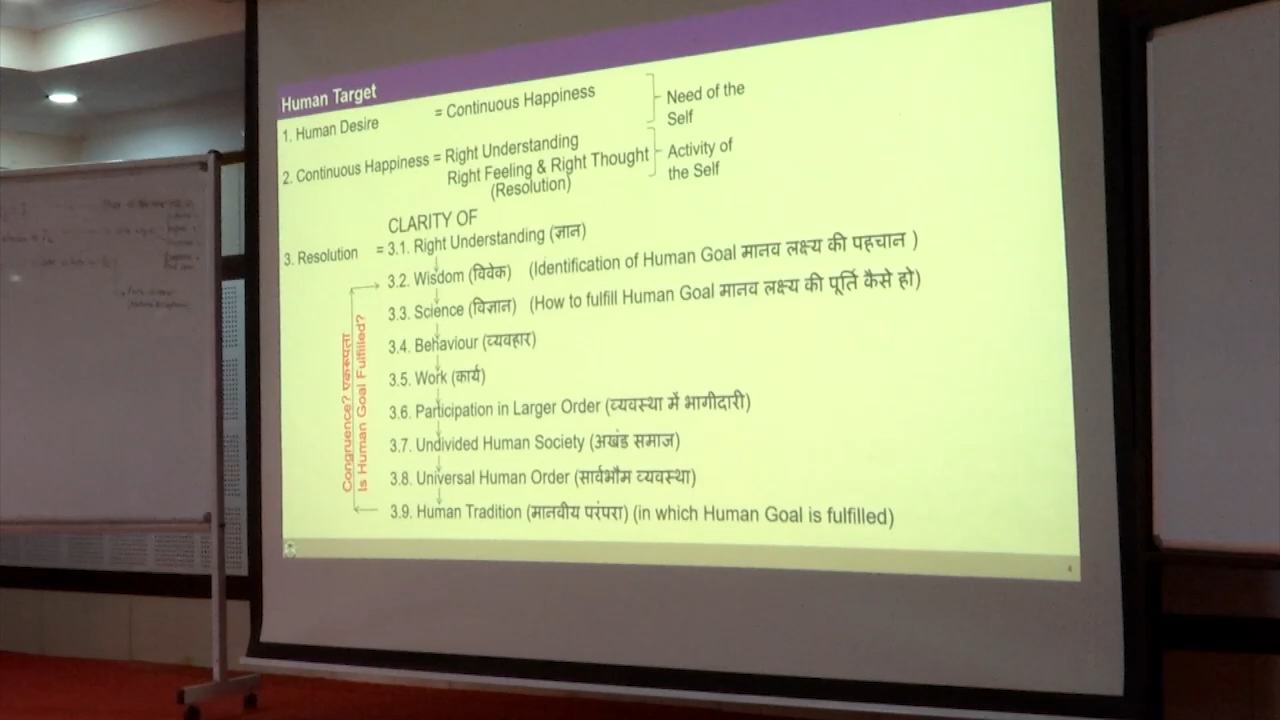 Human Target
1. Human Desire = Continuous Happiness
Need of the
Self
2. Continuous Happiness = Right Understanding
Right Feeling & Right Thought
(Resolution)
Activity of
the Self
CLARITY OF
3. Resolution = 3.1. Right Understanding (ज्ञान)
3.2. Wisdom (विवेक) (Identification of Human Goal मानव लक्ष्य की पहचान )
3.3. Science (विज्ञान) (How to fulfill Human Goal मानव लक्ष्य की पूर्ति कैसे हो)
3.4. Behaviour (व्यवहार)
3.5. Work (कार्य)
3.6. Participation in Larger Order (व्यवस्था में भागीदारी)
3.7. Undivided Human Society (अखंड समाज)
3.8. Universal Human Order (सार्वभौम व्यवस्था)
3.9. Human Tradition (मानवीय परंपरा) (in which Human Goal is fulfilled)
Congruence? एकरूपता
Is Human Goal Fulfilled?
4